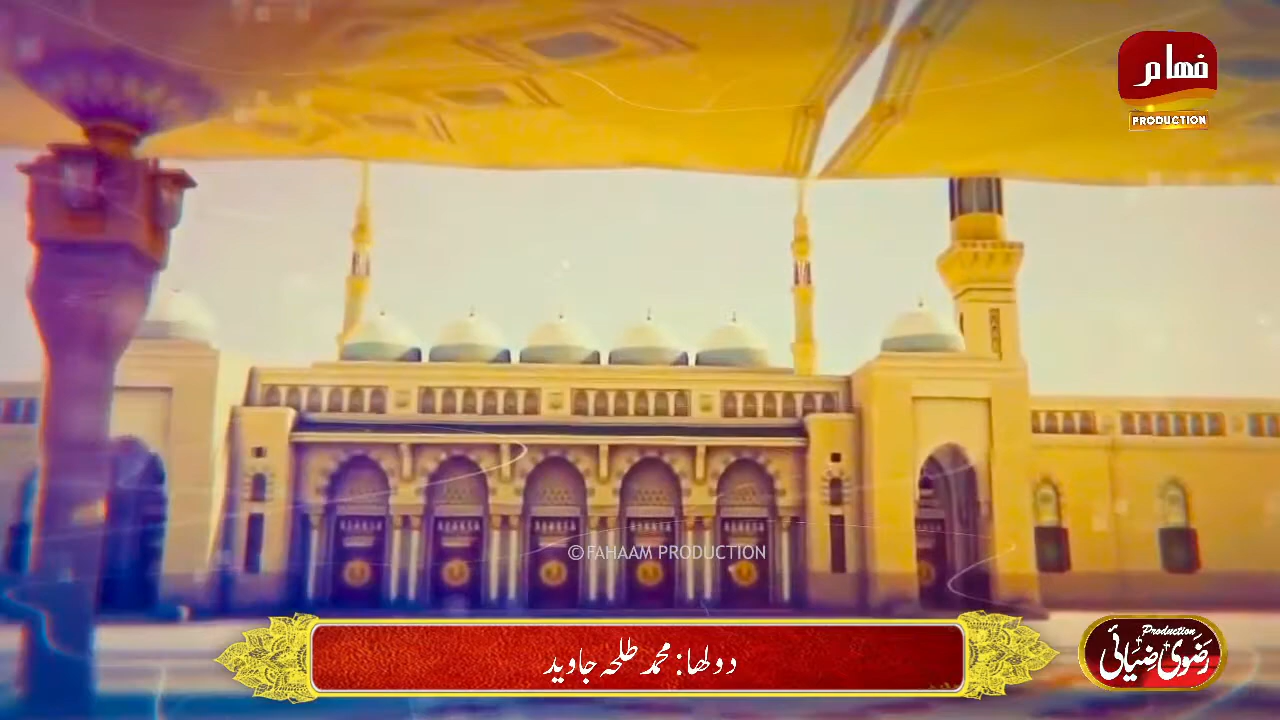 فہام
PRODUCTION
©FAHAAM PRODUCTION
دولھا: محمد طلحہ جاوید
Production
رضوی ضیائی